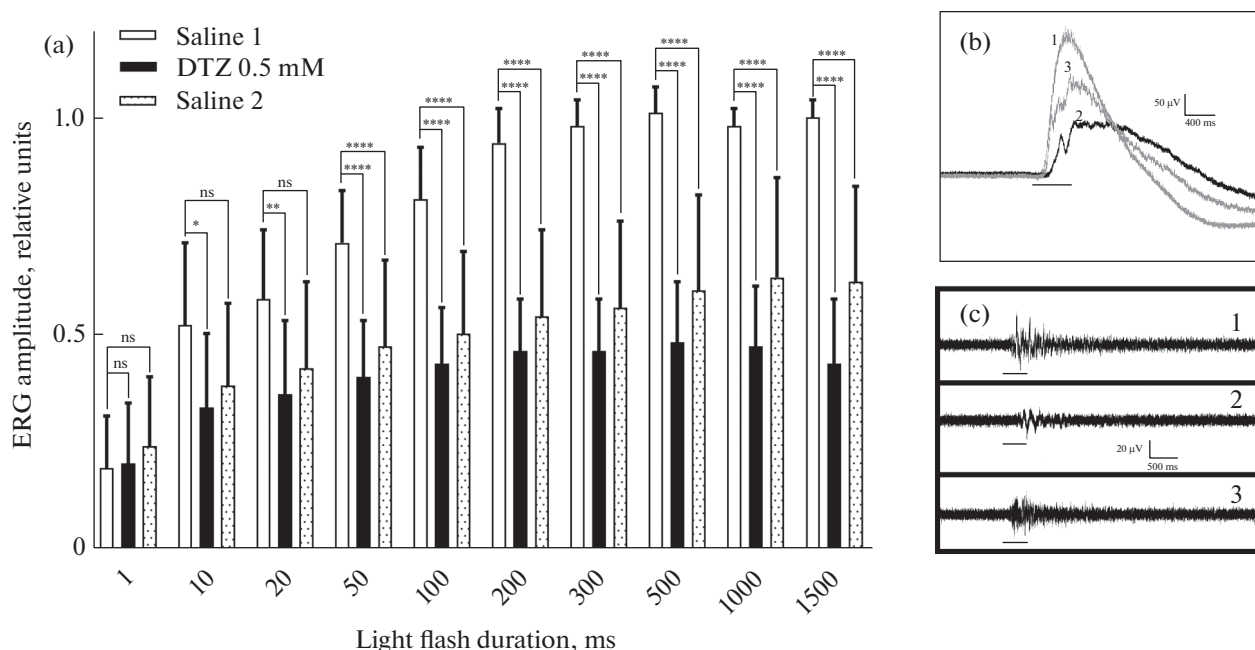 (a)
Saline 1
DTZ 0.5 mM
Saline 2
ERG amplitude, relative units
1.0
0.5
0
ns
ns
*
ns
**
ns
****
****
****
****
****
****
****
****
****
****
****
****
****
****
1
10
20
50
100
200
300
500
1000
1500
Light flash duration, ms
(b)
1
3
2
50 µV
400 ms
(c)
1
2
20 µV
500 ms
3